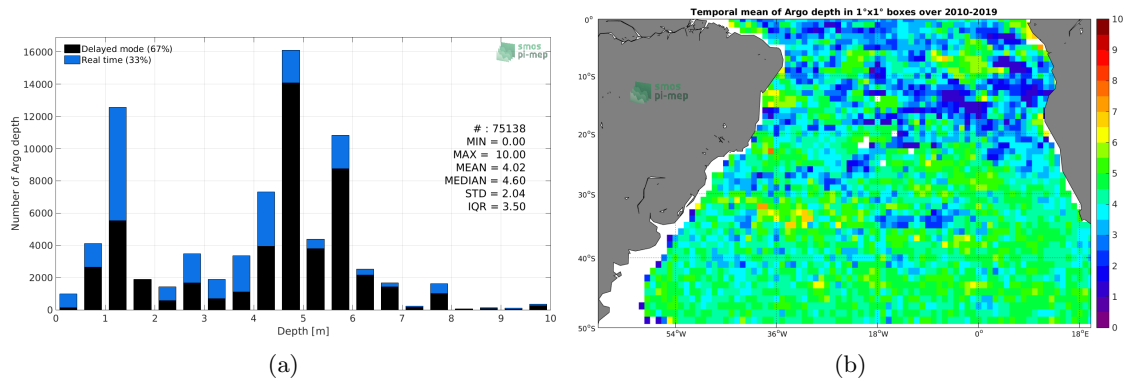 Delayed mode (67%)
Real time (33%)
smos
pi-mep
# : 75138
MIN = 0.00
MAX = 10.00
MEAN = 4.02
MEDIAN = 4.60
STD = 2.04
IQR = 3.50
Number of Argo depth
16000
14000
12000
10000
8000
6000
4000
2000
0
0 1 2 3 4 5 6 7 8 9 10
Depth [m]
(a)
Temporal mean of Argo depth in 1°x1° boxes over 2010-2019
smos
pi-mep
0°
10°S
20°S
30°S
40°S
50°S
54°W 36°W 18°W 0° 18°E
10
9
8
7
6
5
4
3
2
1
0
(b)